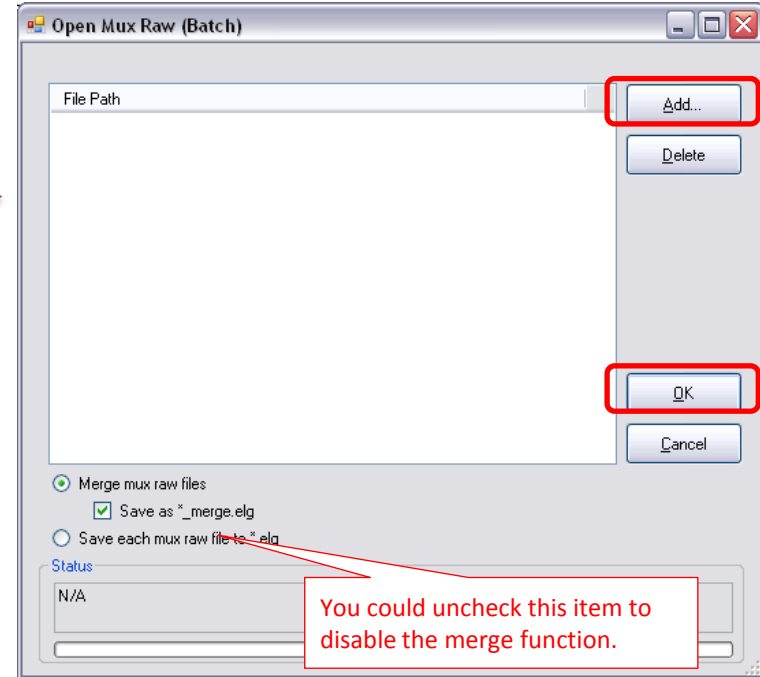 Open Mux Raw (Batch)
File Path
Add...
Delete
OK
Cancel
Merge mux raw files
Save as *_merge.elg
Save each mux raw file to *.elg
Status
N/A
You could uncheck this item to
disable the merge function.